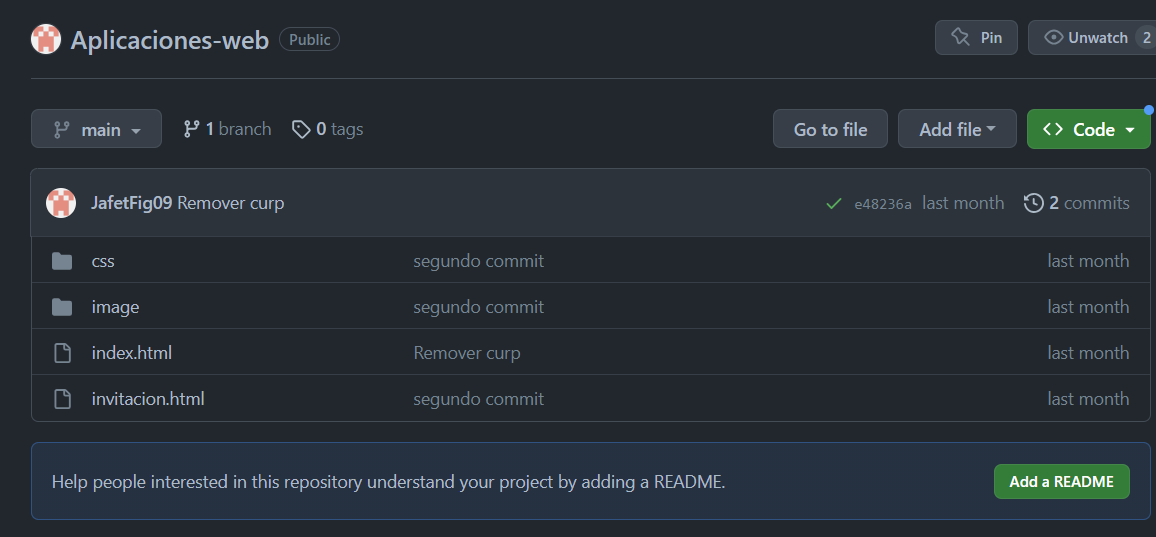 Aplicaciones-web Public Pin Unwatch 2
main 1 branch 0 tags Go to file Add file Code
JafetFig09 Remover curp e48236a last month 2 commits
css segundo commit last month
image segundo commit last month
index.html Remover curp last month
invitacion.html segundo commit last month
Help people interested in this repository understand your project by adding a README. Add a README